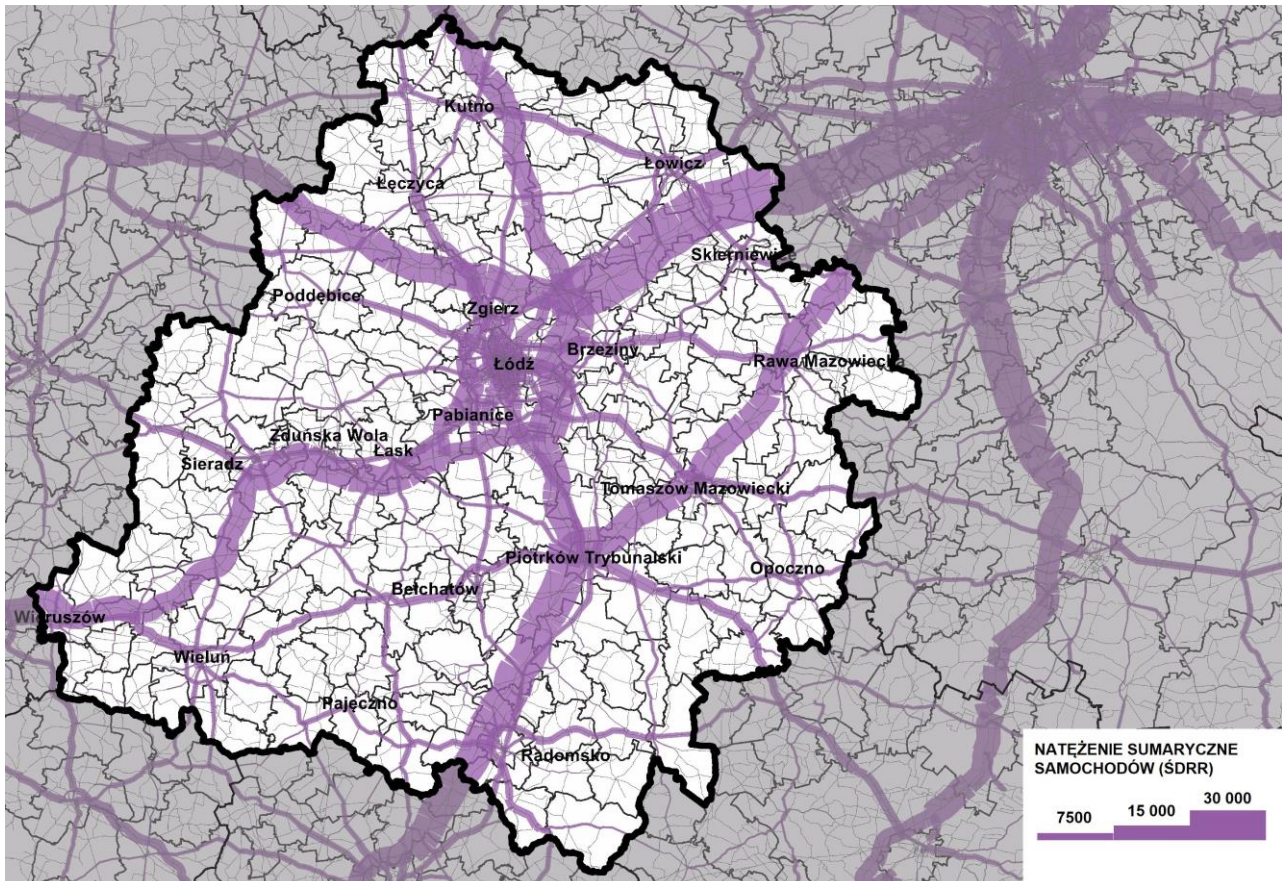 Kutno
Łowicz
Łęczyca
Skierniewice
Poddębice
Zgierz
Brzeziny
Łódź
Rawa Mazowiecka
Pabianice
Zduńska Wola
Łask
Sieradz
Tomaszów Mazowiecki
Piotrków Trybunalski
Opoczno
Bełchatów
Wieruszów
Wieluń
Pajęczno
Radomsko
NATĘŻENIE SUMARYCZNE
SAMOCHODÓW (ŚDRR)
7500 15 000 30 000